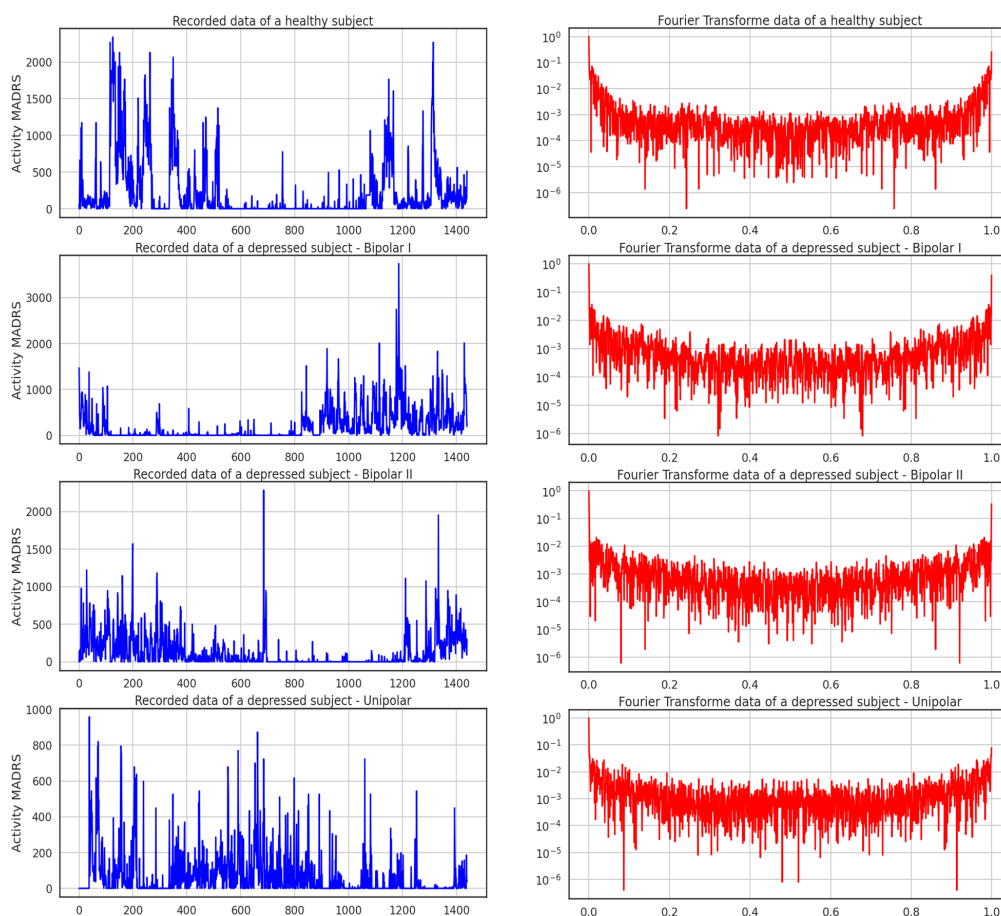 Recorded data of a healthy subject
Fourier Transforme data of a healthy subject
Activity MADRS
2000
1500
1000
500
0
0 200 400 600 800 1000 1200 1400
10^0
10^-1
10^-2
10^-3
10^-4
10^-5
10^-6
0.0 0.2 0.4 0.6 0.8 1.0
Recorded data of a depressed subject - Bipolar I
Fourier Transforme data of a depressed subject - Bipolar I
Activity MADRS
3000
2000
1000
0
0 200 400 600 800 1000 1200 1400
10^0
10^-1
10^-2
10^-3
10^-4
10^-5
10^-6
0.0 0.2 0.4 0.6 0.8 1.0
Recorded data of a depressed subject - Bipolar II
Fourier Transforme data of a depressed subject - Bipolar II
Activity MADRS
2000
1500
1000
500
0
0 200 400 600 800 1000 1200 1400
10^0
10^-1
10^-2
10^-3
10^-4
10^-5
10^-6
0.0 0.2 0.4 0.6 0.8 1.0
Recorded data of a depressed subject - Unipolar
Fourier Transforme data of a depressed subject - Unipolar
Activity MADRS
1000
800
600
400
200
0
0 200 400 600 800 1000 1200 1400
10^0
10^-1
10^-2
10^-3
10^-4
10^-5
10^-6
0.0 0.2 0.4 0.6 0.8 1.0